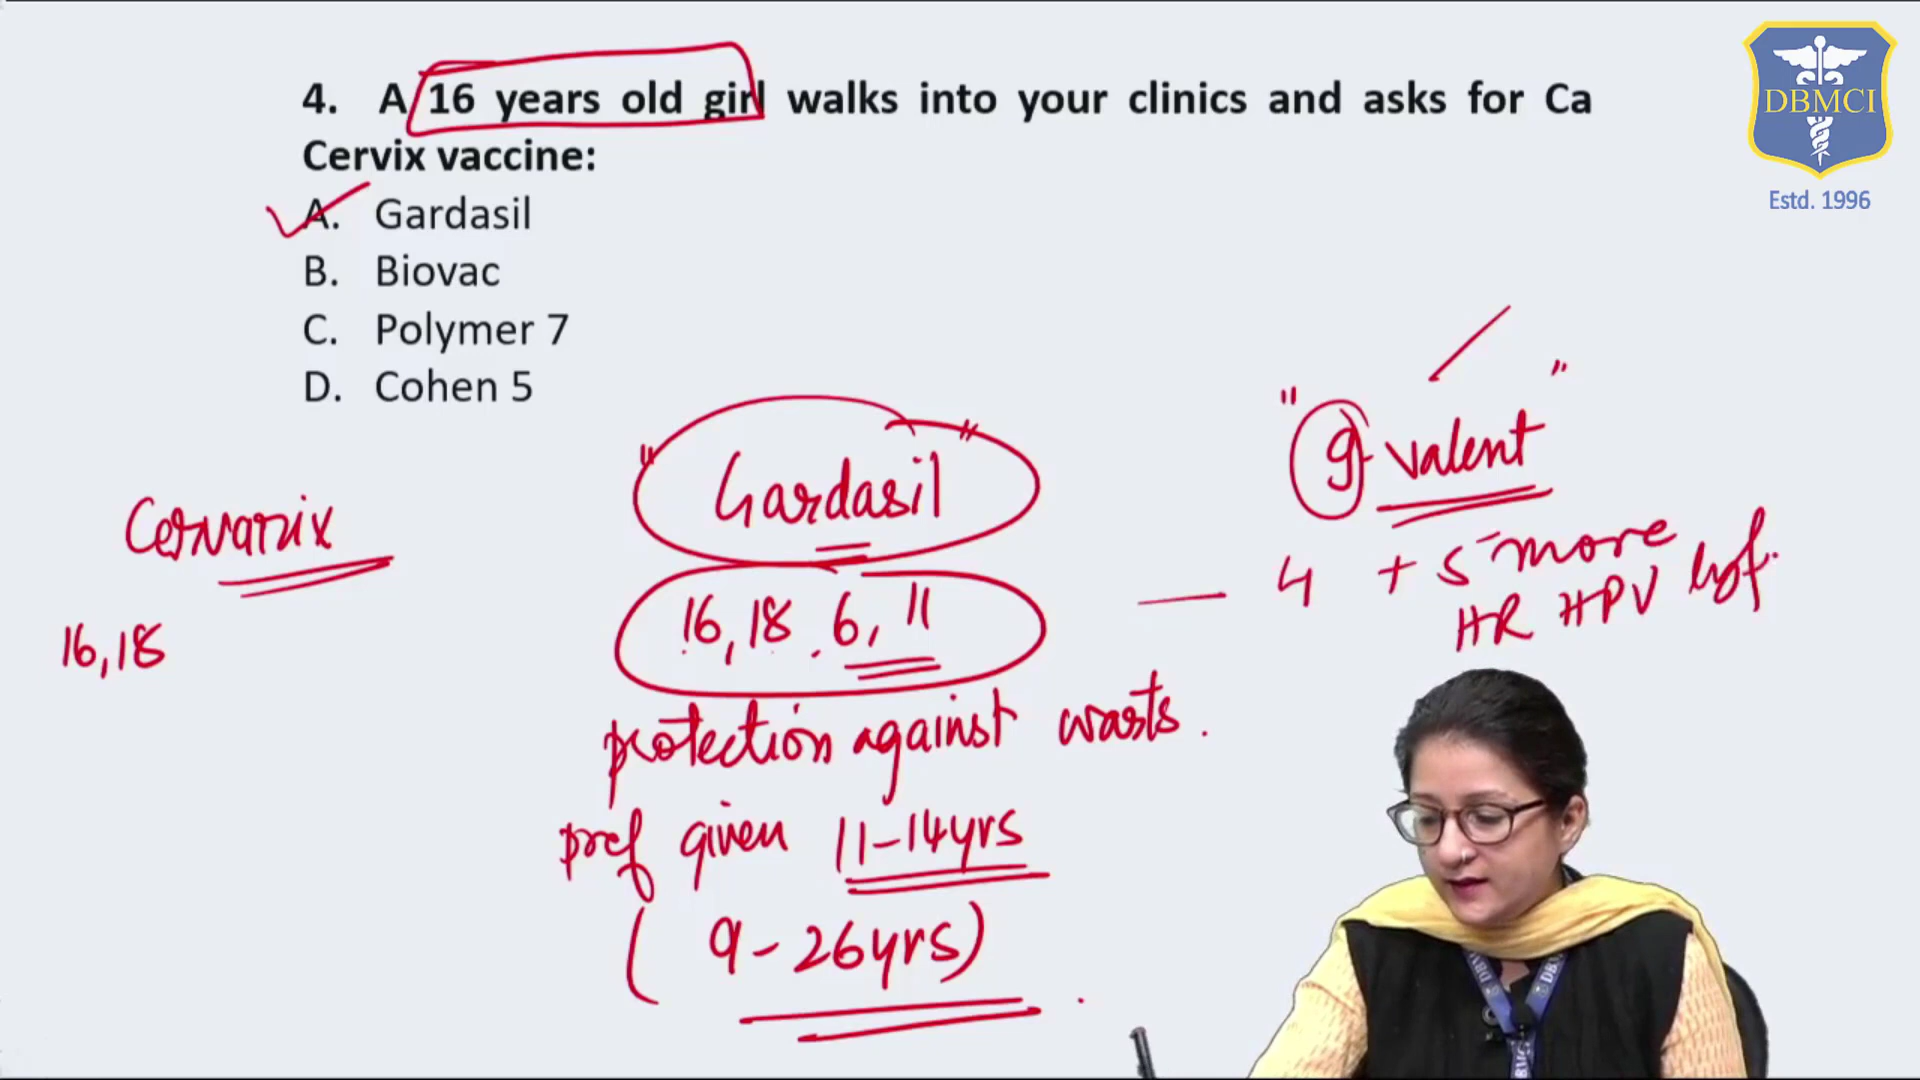 4. A 16 years old girl walks into your clinics and asks for Ca
Cervix vaccine:
A. Gardasil
B. Biovac
C. Polymer 7
D. Cohen 5
DBMCI
Estd. 1996
"Gardasil"
16, 18, 6, 11
protection against warts.
pref given 11-14yrs
(9-26yrs)
Cervarix
16, 18
"9 valent"
— 4 + 5 more
HR HPV
DBMCI